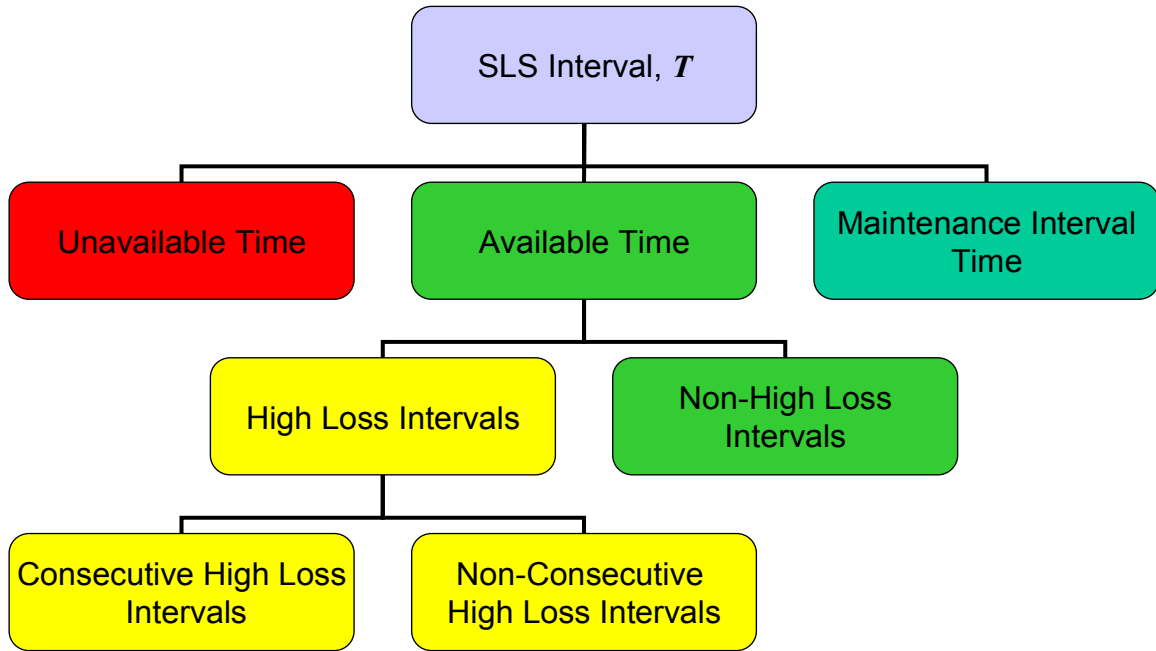 SLS Interval, T
Unavailable Time
Available Time
Maintenance Interval
Time
High Loss Intervals
Non-High Loss
Intervals
Consecutive High Loss
Intervals
Non-Consecutive
High Loss Intervals